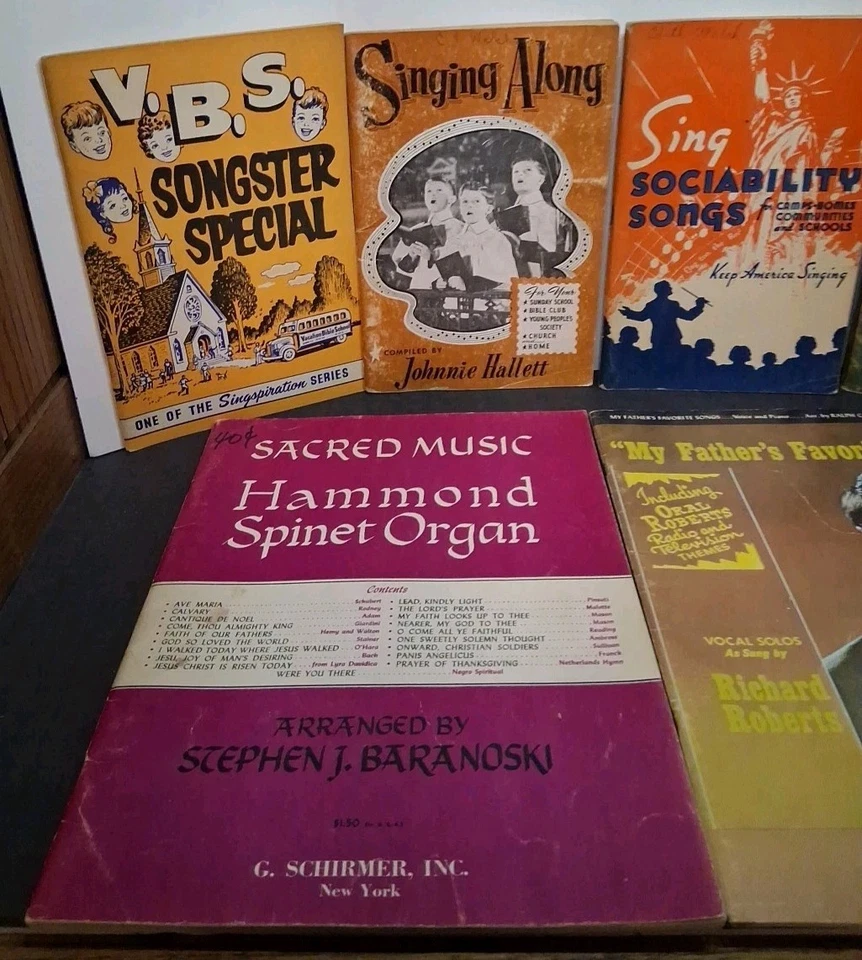 V.B.S.
SONGSTER
SPECIAL
Vacation Bible School
ONE OF THE Singspiration SERIES
Singing Along
For Your
★ SUNDAY SCHOOL
★ BIBLE CLUB
★ YOUNG PEOPLES
SOCIETY
★ CHURCH
★ HOME
COMPILED BY
Johnnie Hallett
Sing
SOCIABILITY
SONGS for CAMPS-HOMES
COMMUNITIES
and SCHOOLS
Keep America Singing
40¢
SACRED MUSIC
Hammond
Spinet Organ
Contents
• AVE MARIA Schubert
• CALVARY Rodney
• CANTIQUE DE NOEL Adam
• COME, THOU ALMIGHTY KING Giardini
• FAITH OF OUR FATHERS Hemy and Walton
• GOD SO LOVED THE WORLD Stainer
• I WALKED TODAY WHERE JESUS WALKED O'Hara
• JESU, JOY OF MAN'S DESIRING Bach
• JESUS CHRIST IS RISEN TODAY from Lyra Davidica
• LEAD, KINDLY LIGHT Pinsuti
• THE LORD'S PRAYER Malotte
• MY FAITH LOOKS UP TO THEE Mason
• NEARER, MY GOD TO THEE Mason
• O COME ALL YE FAITHFUL Reading
• ONE SWEETLY SOLEMN THOUGHT Ambrose
• ONWARD, CHRISTIAN SOLDIERS Sullivan
• PANIS ANGELICUS Franck
• PRAYER OF THANKSGIVING Netherlands Hymn
WERE YOU THERE Negro Spiritual
ARRANGED BY
STEPHEN J. BARANOSKI
$1.50
G. SCHIRMER, INC.
New York
MY FATHER'S FAVORITE SONGS ... Voice and Piano ... Arr. by RALPH
"My Father's Favor
Including
ORAL
ROBERTS
Radio and
Television
THEMES
VOCAL SOLOS
As Sung by
Richard
Roberts